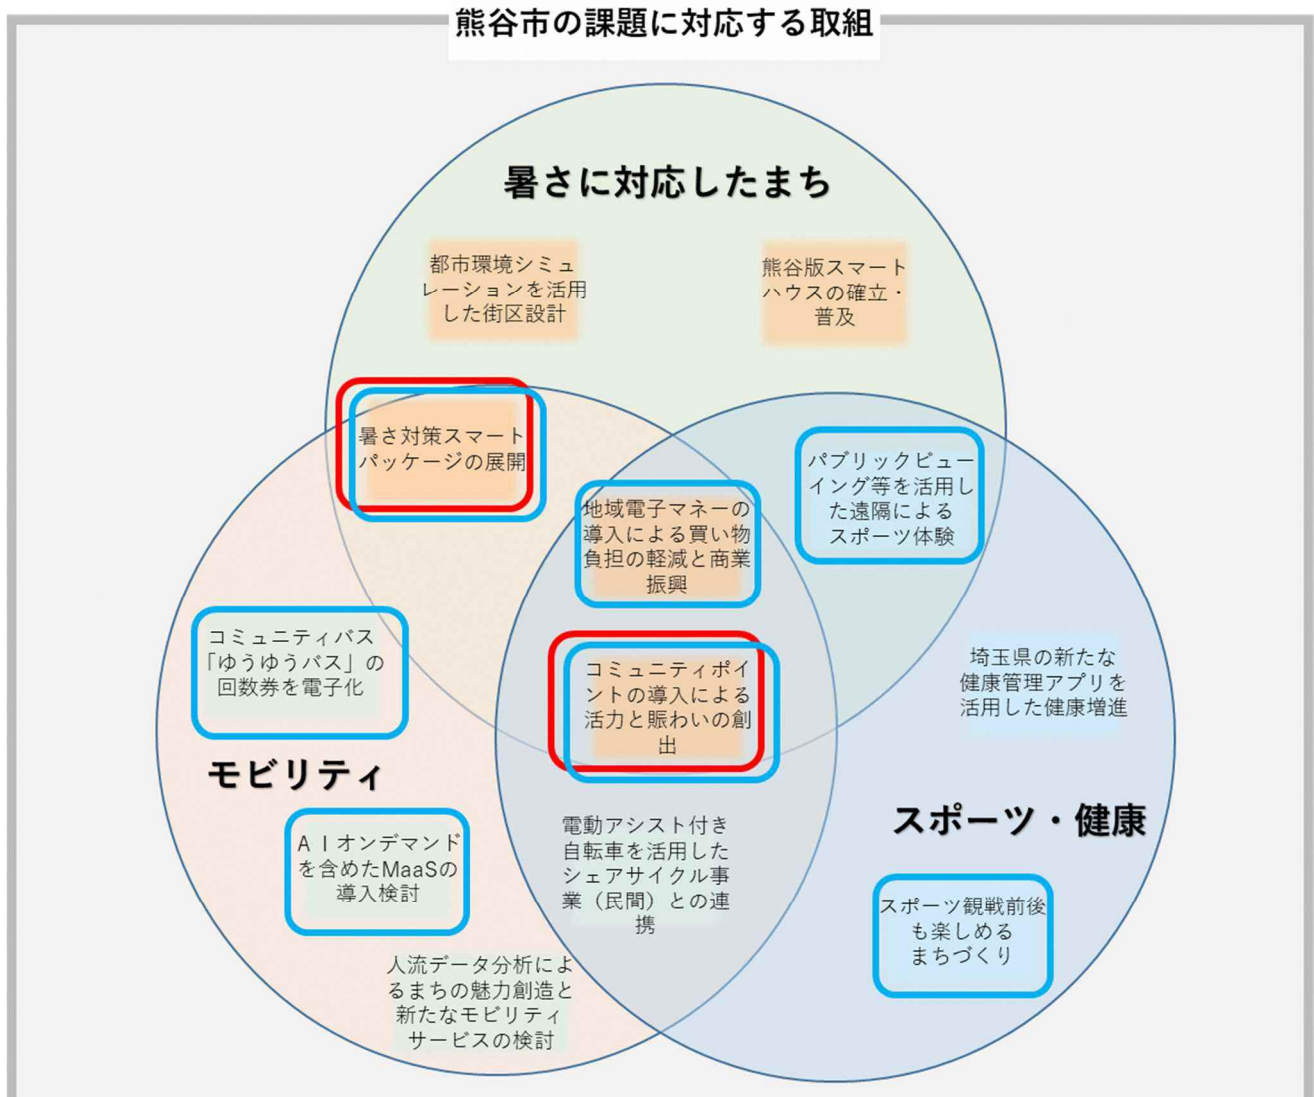 熊谷市の課題に対応する取組
暑さに対応したまち
都市環境シミュ
レーションを活用
した街区設計
熊谷版スマート
ハウスの確立・
普及
暑さ対策スマート
パッケージの展開
地域電子マネーの
導入による買い物
負担の軽減と商業
振興
パブリックビュー
イング等を活用し
た遠隔による
スポーツ体験
コミュニティバス
「ゆうゆうバス」の
回数券を電子化
コミュニティポイ
ントの導入による
活力と賑わいの創
出
埼玉県の新たな
健康管理アプリを
活用した健康増進
モビリティ
スポーツ・健康
ＡＩオンデマンド
を含めたMaaSの
導入検討
電動アシスト付き
自転車を活用した
シェアサイクル事
業（民間）との連
携
スポーツ観戦前後
も楽しめる
まちづくり
人流データ分析によ
るまちの魅力創造と
新たなモビリティ
サービスの検討